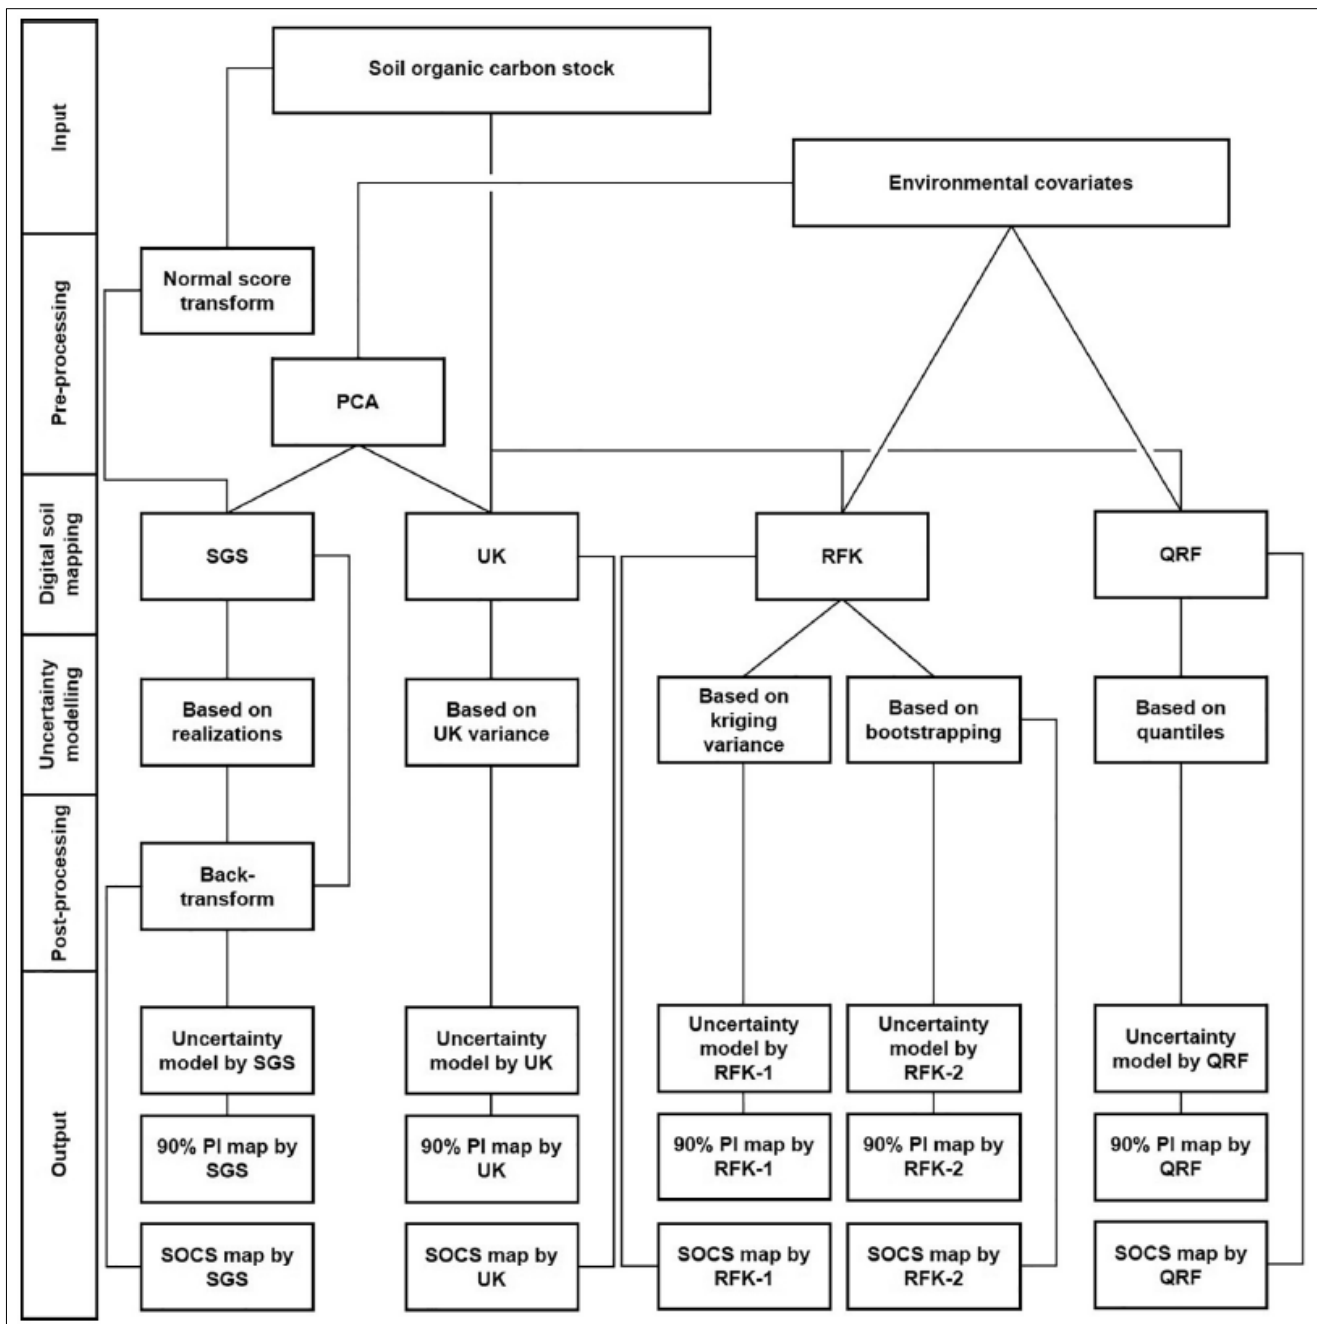 Input
Soil organic carbon stock
Environmental covariates
Pre-processing
Normal score
transform
PCA
Digital soil
mapping
SGS
UK
RFK
QRF
Uncertainty
modelling
Based on
realizations
Based on
UK variance
Based on
kriging
variance
Based on
bootstrapping
Based on
quantiles
Post-processing
Back-
transform
Output
Uncertainty
model by SGS
Uncertainty
model by UK
Uncertainty
model by
RFK-1
Uncertainty
model by
RFK-2
Uncertainty
model by QRF
90% PI map by
SGS
90% PI map by
UK
90% PI map by
RFK-1
90% PI map by
RFK-2
90% PI map by
QRF
SOCS map by
SGS
SOCS map by
UK
SOCS map by
RFK-1
SOCS map by
RFK-2
SOCS map by
QRF